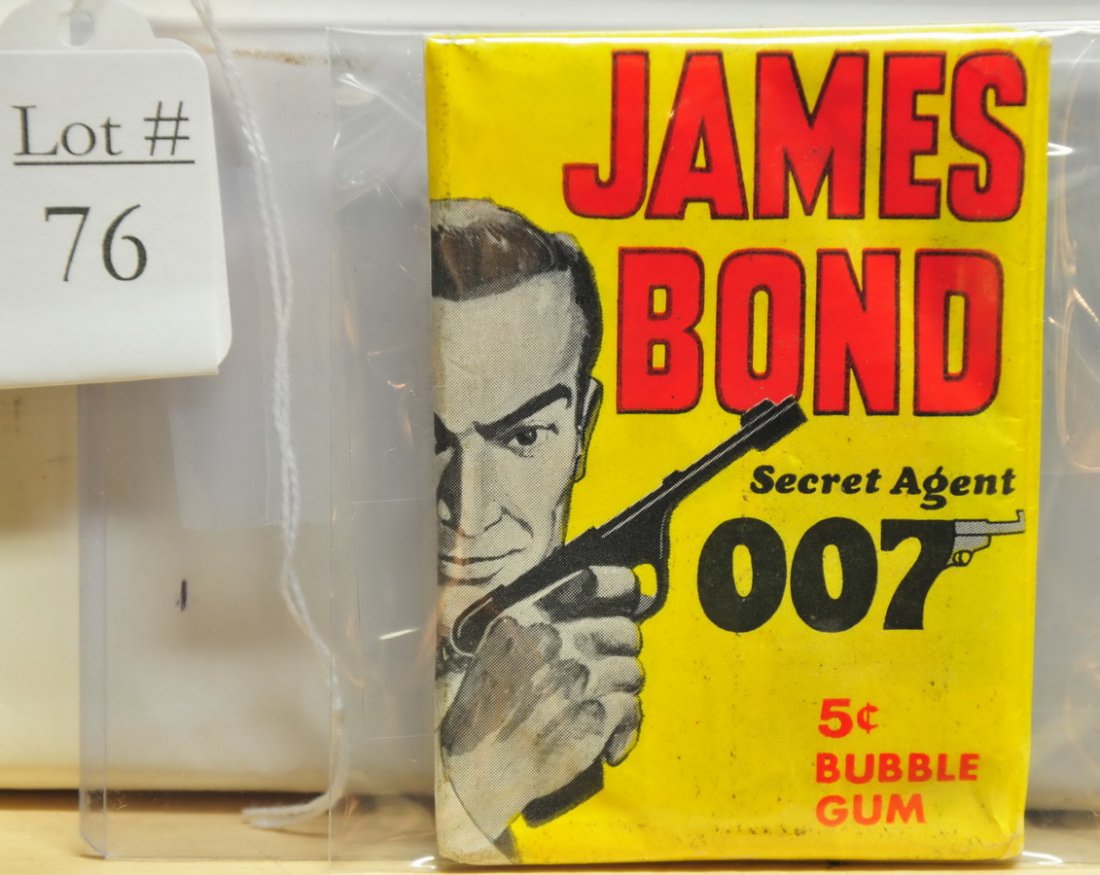 Lot #
76
JAMES
BOND
Secret Agent
007
5¢
BUBBLE
GUM